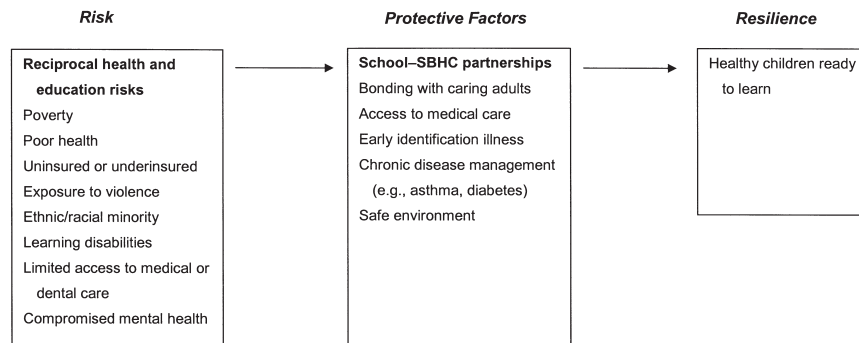 Risk
Protective Factors
Resilience
Reciprocal health and
education risks
Poverty
Poor health
Uninsured or underinsured
Exposure to violence
Ethnic/racial minority
Learning disabilities
Limited access to medical or
dental care
Compromised mental health
School–SBHC partnerships
Bonding with caring adults
Access to medical care
Early identification illness
Chronic disease management
(e.g., asthma, diabetes)
Safe environment
Healthy children ready
to learn